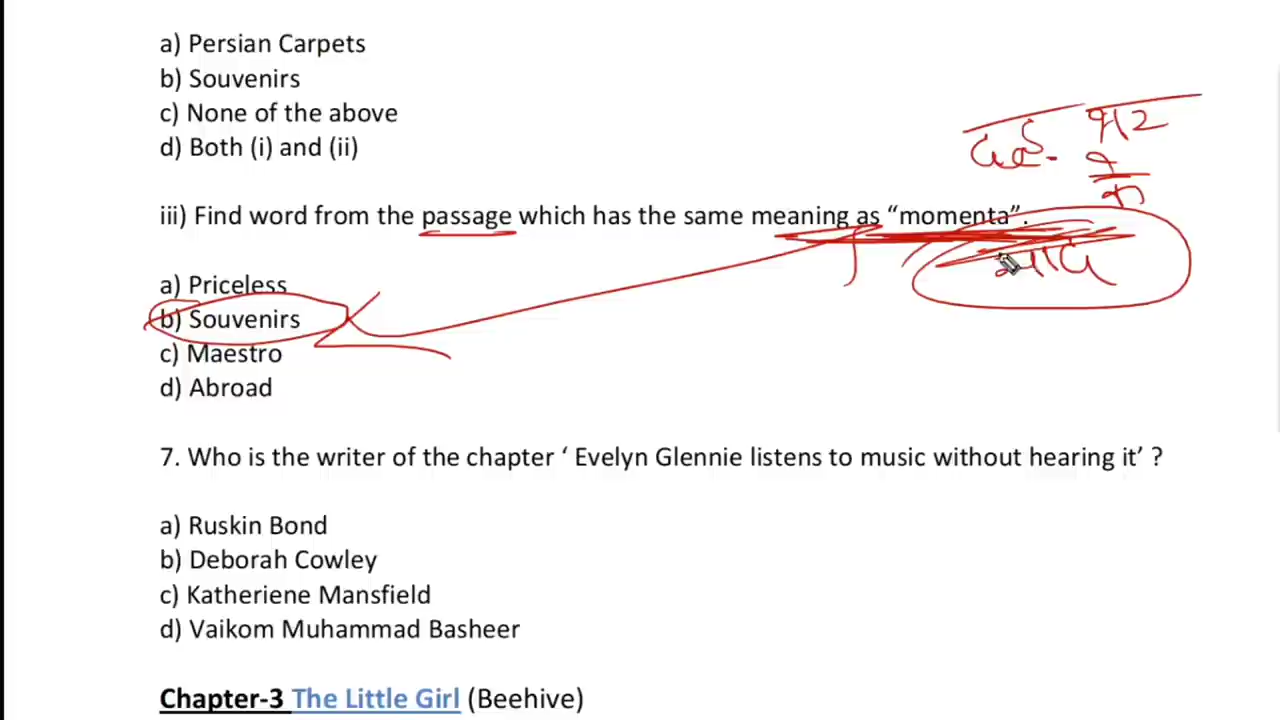 a) Persian Carpets
b) Souvenirs
c) None of the above
d) Both (i) and (ii)
iii) Find word from the passage which has the same meaning as “momenta”.
a) Priceless
b) Souvenirs
c) Maestro
d) Abroad
7. Who is the writer of the chapter ‘ Evelyn Glennie listens to music without hearing it’ ?
a) Ruskin Bond
b) Deborah Cowley
c) Katheriene Mansfield
d) Vaikom Muhammad Basheer
Chapter-3 The Little Girl (Beehive)